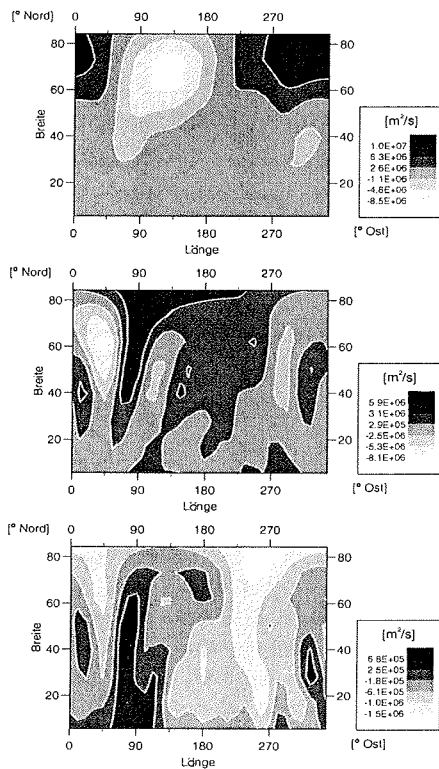 [° Nord] 0 90 180 270
80 80
60 60
40 40
20 20
Breite
0 90 180 270
Länge
[° Ost]
[m²/s]
1.0E+07
6.3E+06
2.6E+06
-1.1E+06
-4.8E+06
-8.5E+06
[° Nord] 0 90 180 270
80 80
60 60
40 40
20 20
Breite
0 90 180 270
Länge
[° Ost]
[m²/s]
5.9E+06
3.1E+06
2.9E+05
-2.5E+06
-5.3E+06
-8.1E+06
[° Nord] 0 90 180 270
80 80
60 60
40 40
20 20
Breite
0 90 180 270
Länge
[° Ost]
[m²/s]
6.8E+05
2.5E+05
-1.8E+05
-6.1E+05
-1.0E+06
-1.5E+06